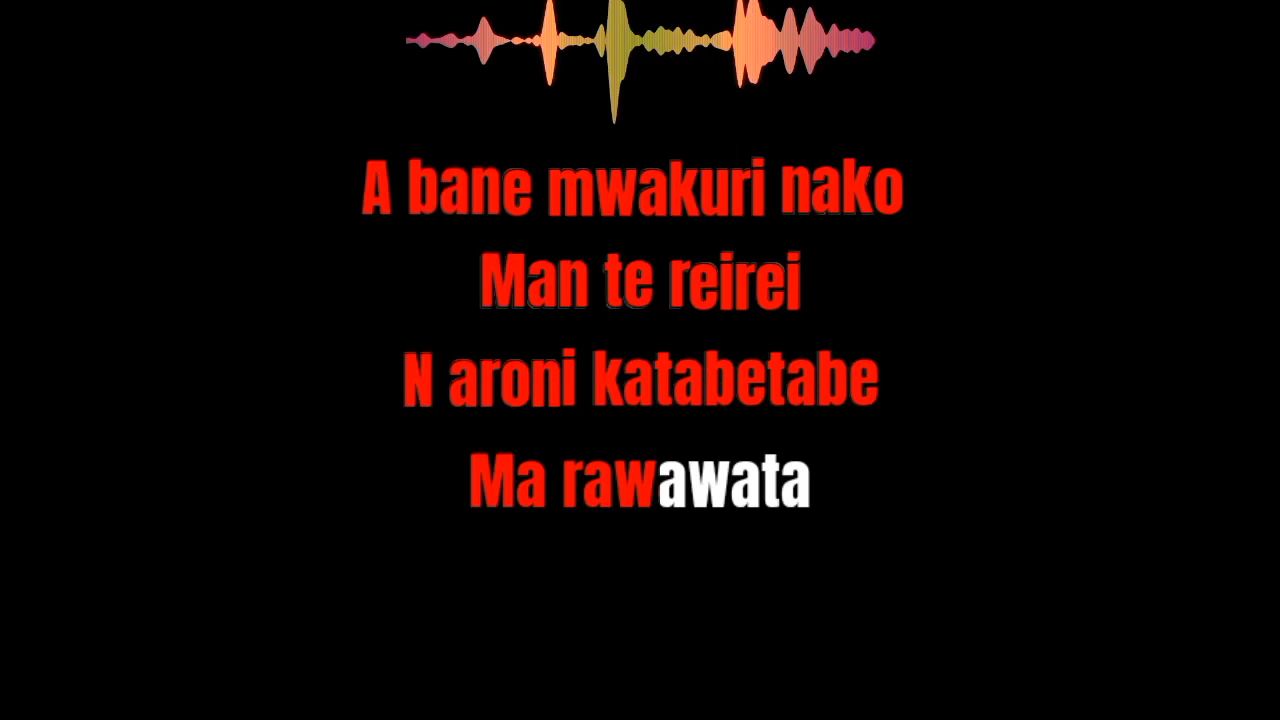 A bane mwakuri nako
Man te reirei
N aroni katabetabe
Ma rawawata